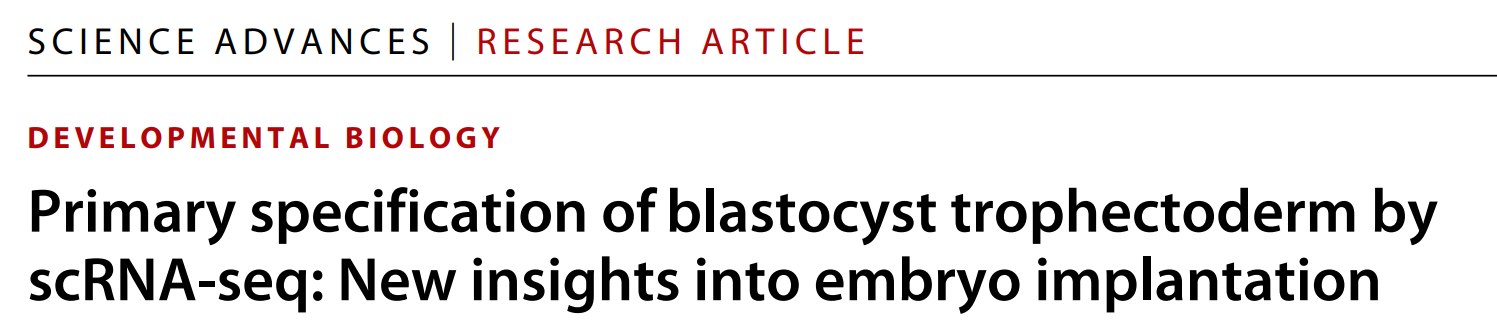 SCIENCE ADVANCES | RESEARCH ARTICLE
DEVELOPMENTAL BIOLOGY
Primary specification of blastocyst trophectoderm by
scRNA-seq: New insights into embryo implantation